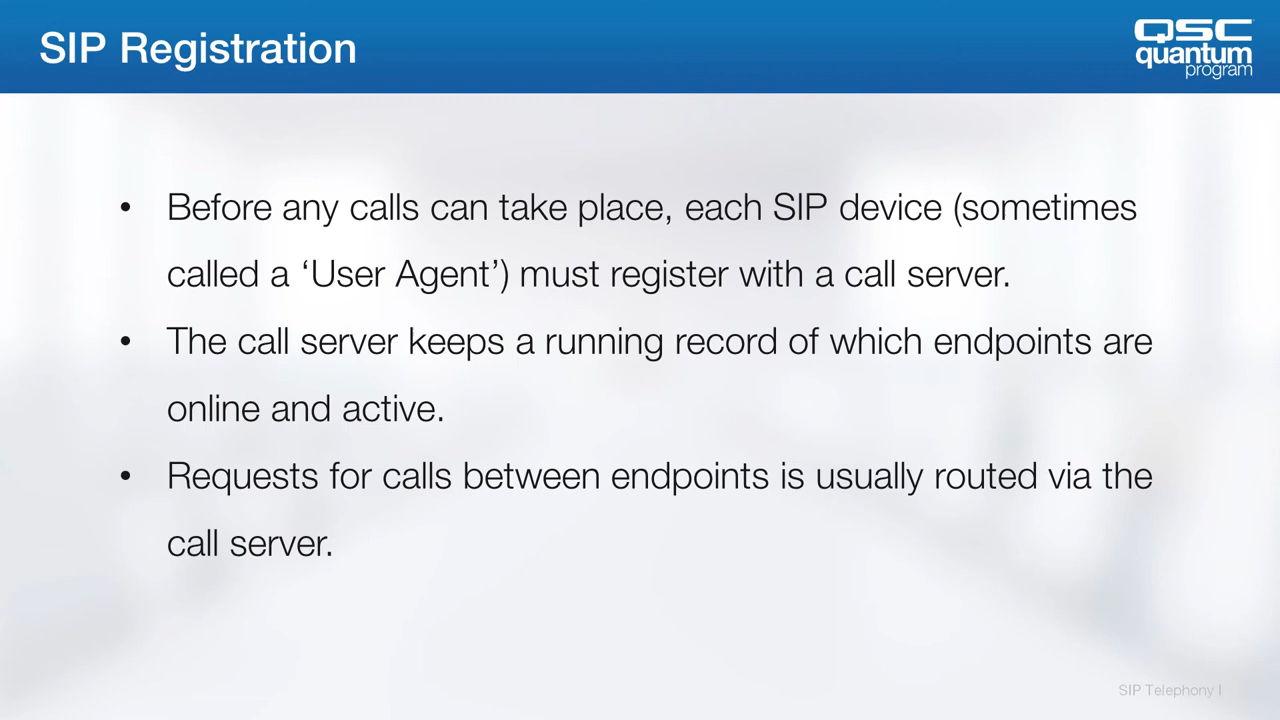 SIP Registration
QSC
quantum
program
• Before any calls can take place, each SIP device (sometimes
called a ‘User Agent’) must register with a call server.
• The call server keeps a running record of which endpoints are
online and active.
• Requests for calls between endpoints is usually routed via the
call server.
SIP Telephony I